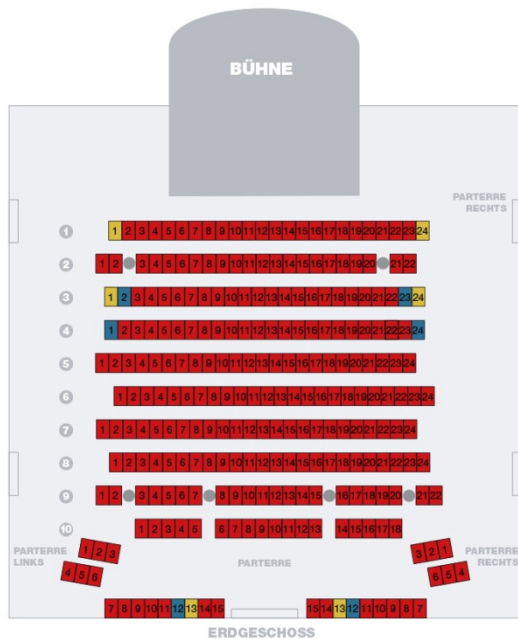 BÜHNE
PARTERRE
RECHTS
1 1 2 3 4 5 6 7 8 9 10 11 12 13 14 15 16 17 18 19 20 21 22 23 24
2 1 2 3 4 5 6 7 8 9 10 11 12 13 14 15 16 17 18 19 20 21 22
3 1 2 3 4 5 6 7 8 9 10 11 12 13 14 15 16 17 18 19 20 21 22 23 24
4 1 2 3 4 5 6 7 8 9 10 11 12 13 14 15 16 17 18 19 20 21 22 23 24
5 1 2 3 4 5 6 7 8 9 10 11 12 13 14 15 16 17 18 19 20 21 22 23 24
6 1 2 3 4 5 6 7 8 9 10 11 12 13 14 15 16 17 18 19 20 21 22 23 24
7 1 2 3 4 5 6 7 8 9 10 11 12 13 14 15 16 17 18 19 20 21 22 23 24
8 1 2 3 4 5 6 7 8 9 10 11 12 13 14 15 16 17 18 19 20 21 22 23 24
9 1 2 3 4 5 6 7 8 9 10 11 12 13 14 15 16 17 18 19 20 21 22
10 1 2 3 4 5 6 7 8 9 10 11 12 13 14 15 16 17 18
PARTERRE
LINKS
1 2 3
4 5 6
PARTERRE
3 2 1
6 5 4
PARTERRE
RECHTS
7 8 9 10 11 12 13 14 15
15 14 13 12 11 10 9 8 7
ERDGESCHOSS